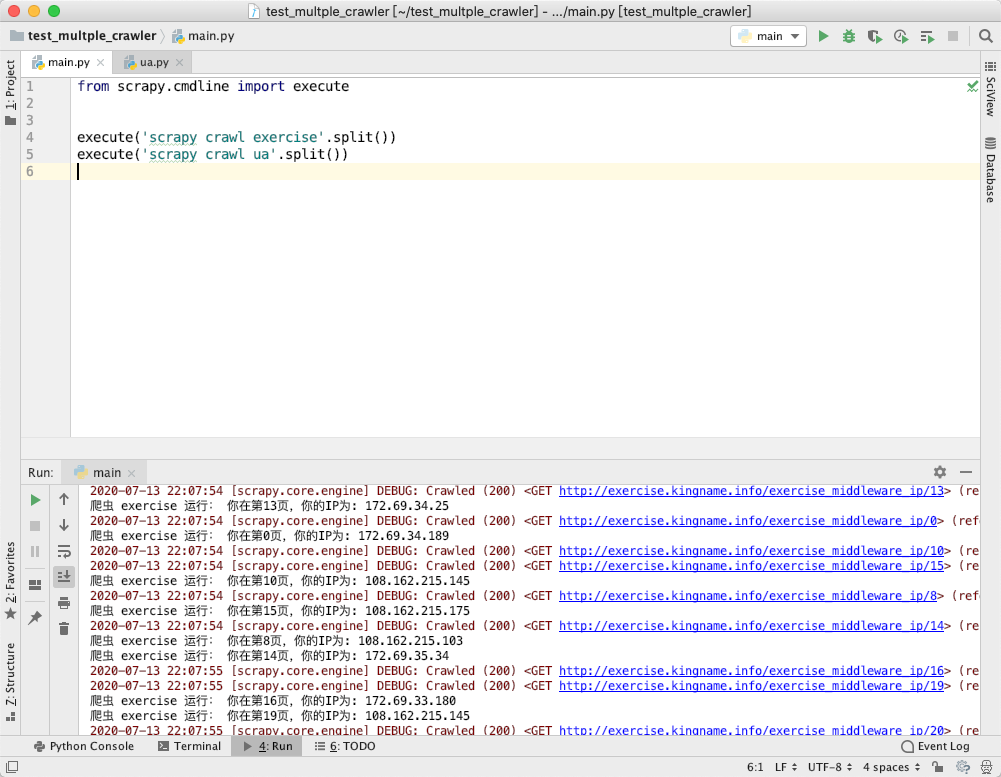 test_multple_crawler [~/test_multple_crawler] - .../main.py [test_multple_crawler]
test_multple_crawler main.py
main
main.py ua.py
1: Project
SciView
Database
1 from scrapy.cmdline import execute
2
3
4 execute('scrapy crawl exercise'.split())
5 execute('scrapy crawl ua'.split())
6
Run: main
2020-07-13 22:07:54 [scrapy.core.engine] DEBUG: Crawled (200) <GET http://exercise.kingname.info/exercise_middleware_ip/13> (re
爬虫 exercise 运行： 你在第13页，你的IP为: 172.69.34.25
2020-07-13 22:07:54 [scrapy.core.engine] DEBUG: Crawled (200) <GET http://exercise.kingname.info/exercise_middleware_ip/0> (ref
爬虫 exercise 运行： 你在第0页，你的IP为: 172.69.34.189
2020-07-13 22:07:54 [scrapy.core.engine] DEBUG: Crawled (200) <GET http://exercise.kingname.info/exercise_middleware_ip/10> (re
2020-07-13 22:07:54 [scrapy.core.engine] DEBUG: Crawled (200) <GET http://exercise.kingname.info/exercise_middleware_ip/15> (re
爬虫 exercise 运行： 你在第10页，你的IP为: 108.162.215.145
2020-07-13 22:07:54 [scrapy.core.engine] DEBUG: Crawled (200) <GET http://exercise.kingname.info/exercise_middleware_ip/8> (ref
爬虫 exercise 运行： 你在第15页，你的IP为: 108.162.215.175
2020-07-13 22:07:54 [scrapy.core.engine] DEBUG: Crawled (200) <GET http://exercise.kingname.info/exercise_middleware_ip/14> (re
爬虫 exercise 运行： 你在第8页，你的IP为: 108.162.215.103
爬虫 exercise 运行： 你在第14页，你的IP为: 172.69.35.34
2020-07-13 22:07:55 [scrapy.core.engine] DEBUG: Crawled (200) <GET http://exercise.kingname.info/exercise_middleware_ip/16> (re
2020-07-13 22:07:55 [scrapy.core.engine] DEBUG: Crawled (200) <GET http://exercise.kingname.info/exercise_middleware_ip/19> (re
爬虫 exercise 运行： 你在第16页，你的IP为: 172.69.33.180
爬虫 exercise 运行： 你在第19页，你的IP为: 108.162.215.145
2020-07-13 22:07:55 [scrapy.core.engine] DEBUG: Crawled (200) <GET http://exercise.kingname.info/exercise_middleware_ip/20> (re
2: Favorites
Z: Structure
Python Console Terminal 4: Run 6: TODO Event Log
6:1 LF UTF-8 4 spaces